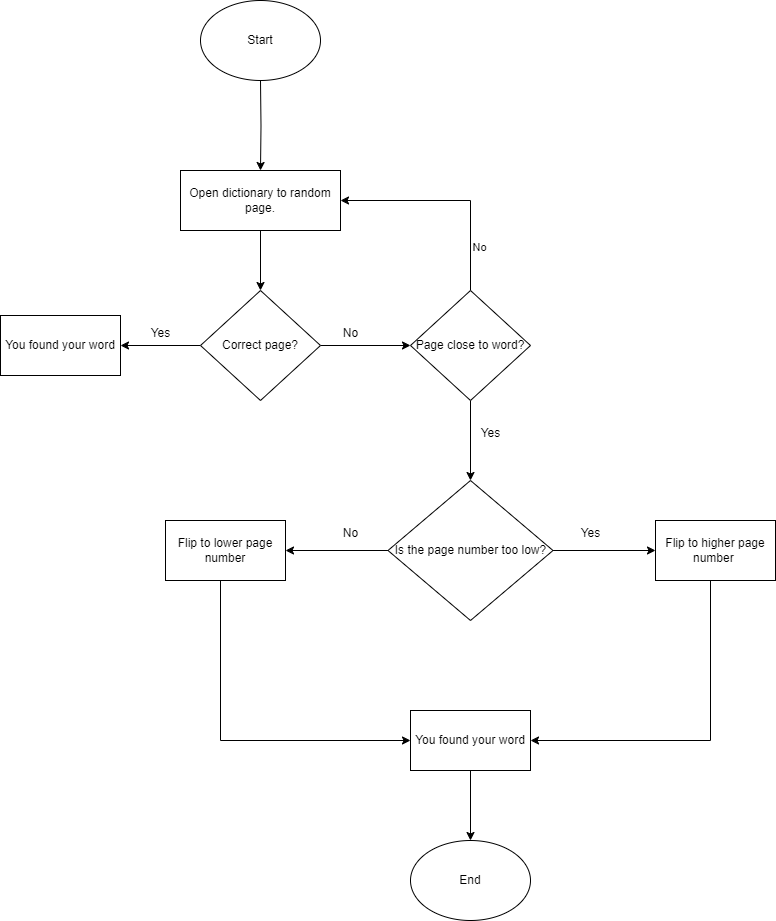 Start
Open dictionary to random
page.
No
Yes
No
You found your word
Correct page?
Page close to word?
Yes
No
Yes
Flip to lower page
number
Is the page number too low?
Flip to higher page
number
You found your word
End